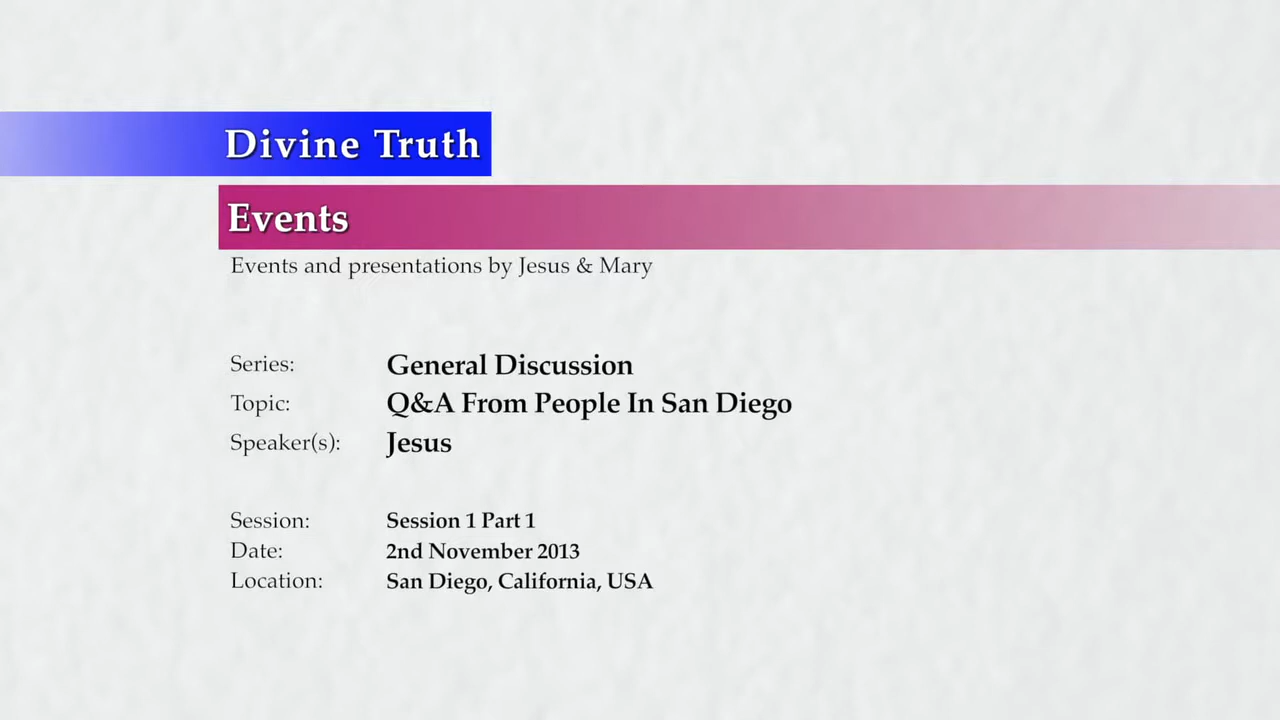 Divine Truth
Events
Events and presentations by Jesus & Mary
Series: General Discussion
Topic: Q&A From People In San Diego
Speaker(s): Jesus
Session: Session 1 Part 1
Date: 2nd November 2013
Location: San Diego, California, USA